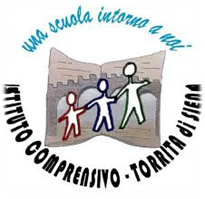 una scuola intorno a noi
ISTITUTO COMPRENSIVO - TORRITA di SIENA